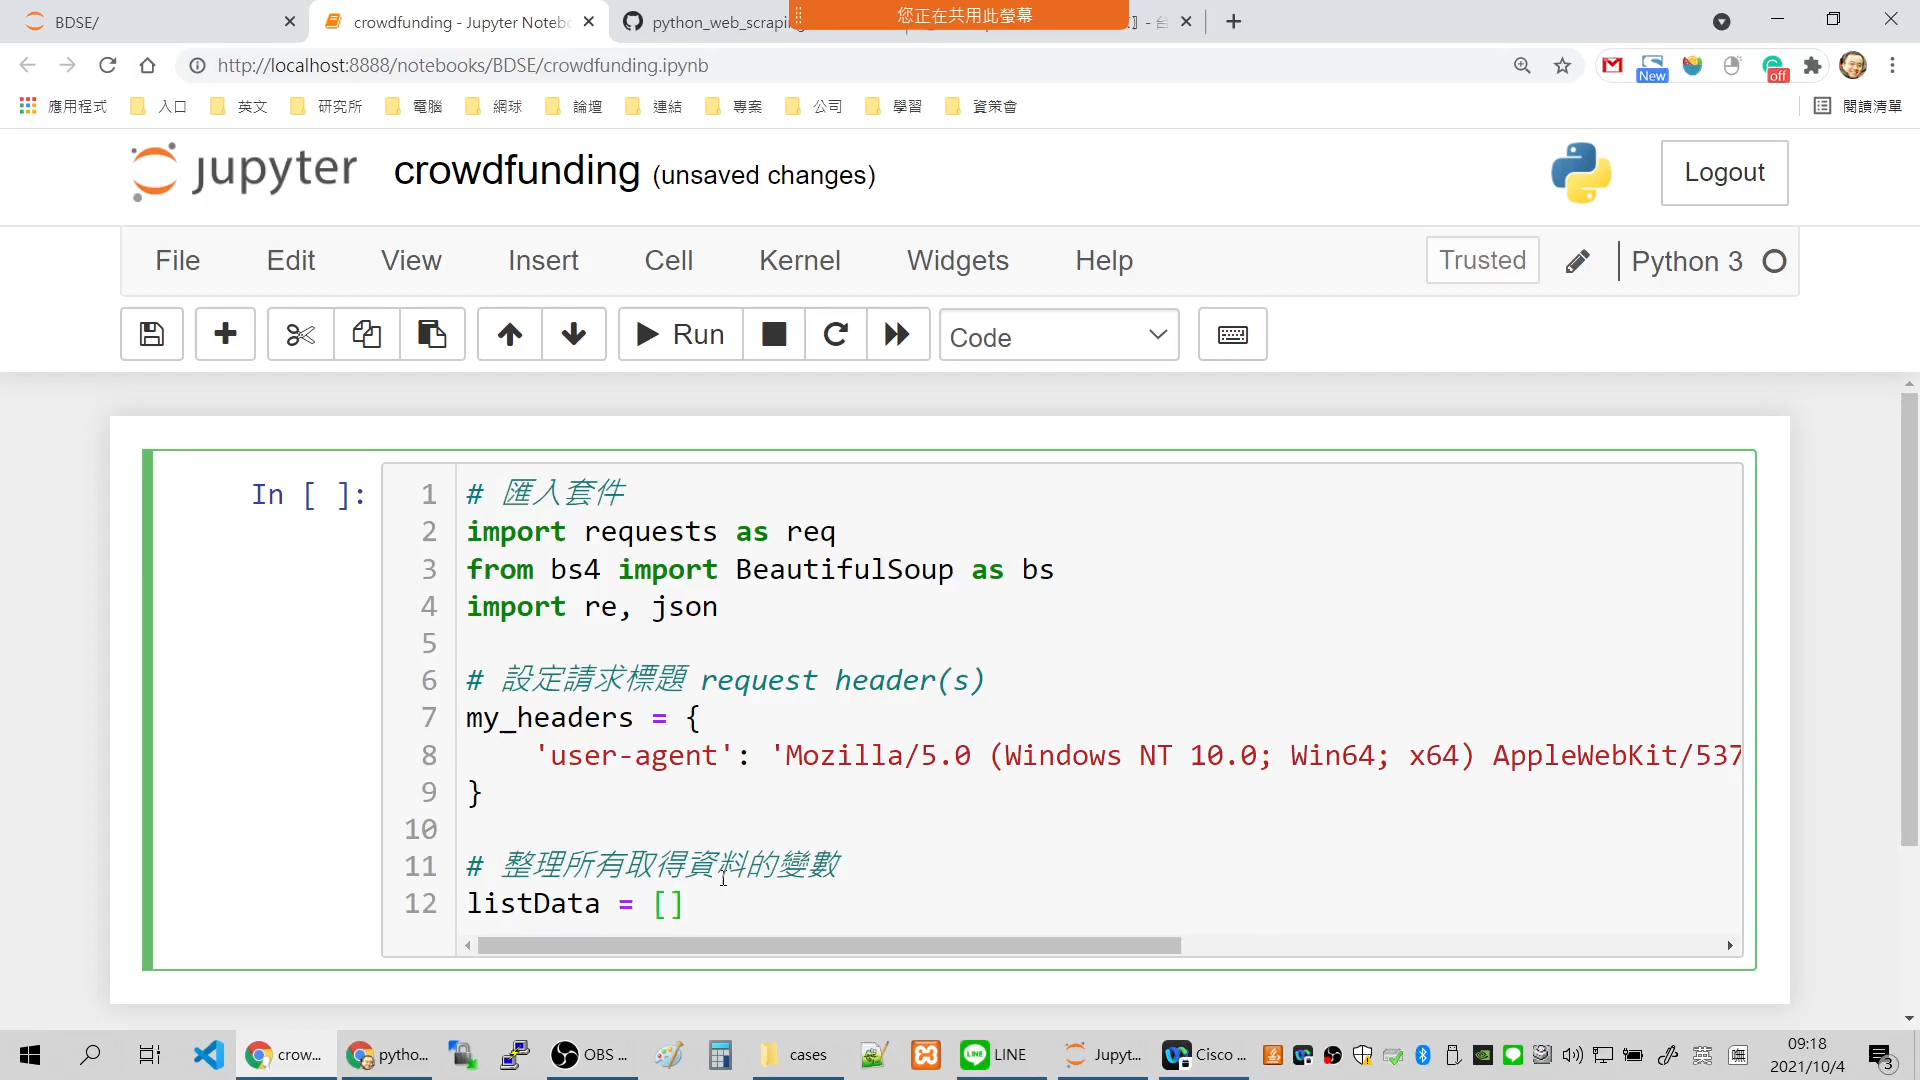 BDSE/
crowdfunding - Jupyter Notebo
python_web_scraping
您正在共用此螢幕
http://localhost:8888/notebooks/BDSE/crowdfunding.ipynb
New
off
應用程式
入口
英文
研究所
電腦
網球
論壇
連結
專案
公司
學習
資策會
閱讀清單
jupyter
crowdfunding (unsaved changes)
Logout
File Edit View Insert Cell Kernel Widgets Help
Trusted
Python 3
Run
Code
In [ ]:
1 # 匯入套件
2 import requests as req
3 from bs4 import BeautifulSoup as bs
4 import re, json
5
6 # 設定請求標題 request header(s)
7 my_headers = {
8 'user-agent': 'Mozilla/5.0 (Windows NT 10.0; Win64; x64) AppleWebKit/537
9 }
10
11 # 整理所有取得資料的變數
12 listData = []
crow...
pytho...
OBS ...
cases
LINE
LINE
Jupyt...
Cisco ...
英
09:18
2021/10/4
3